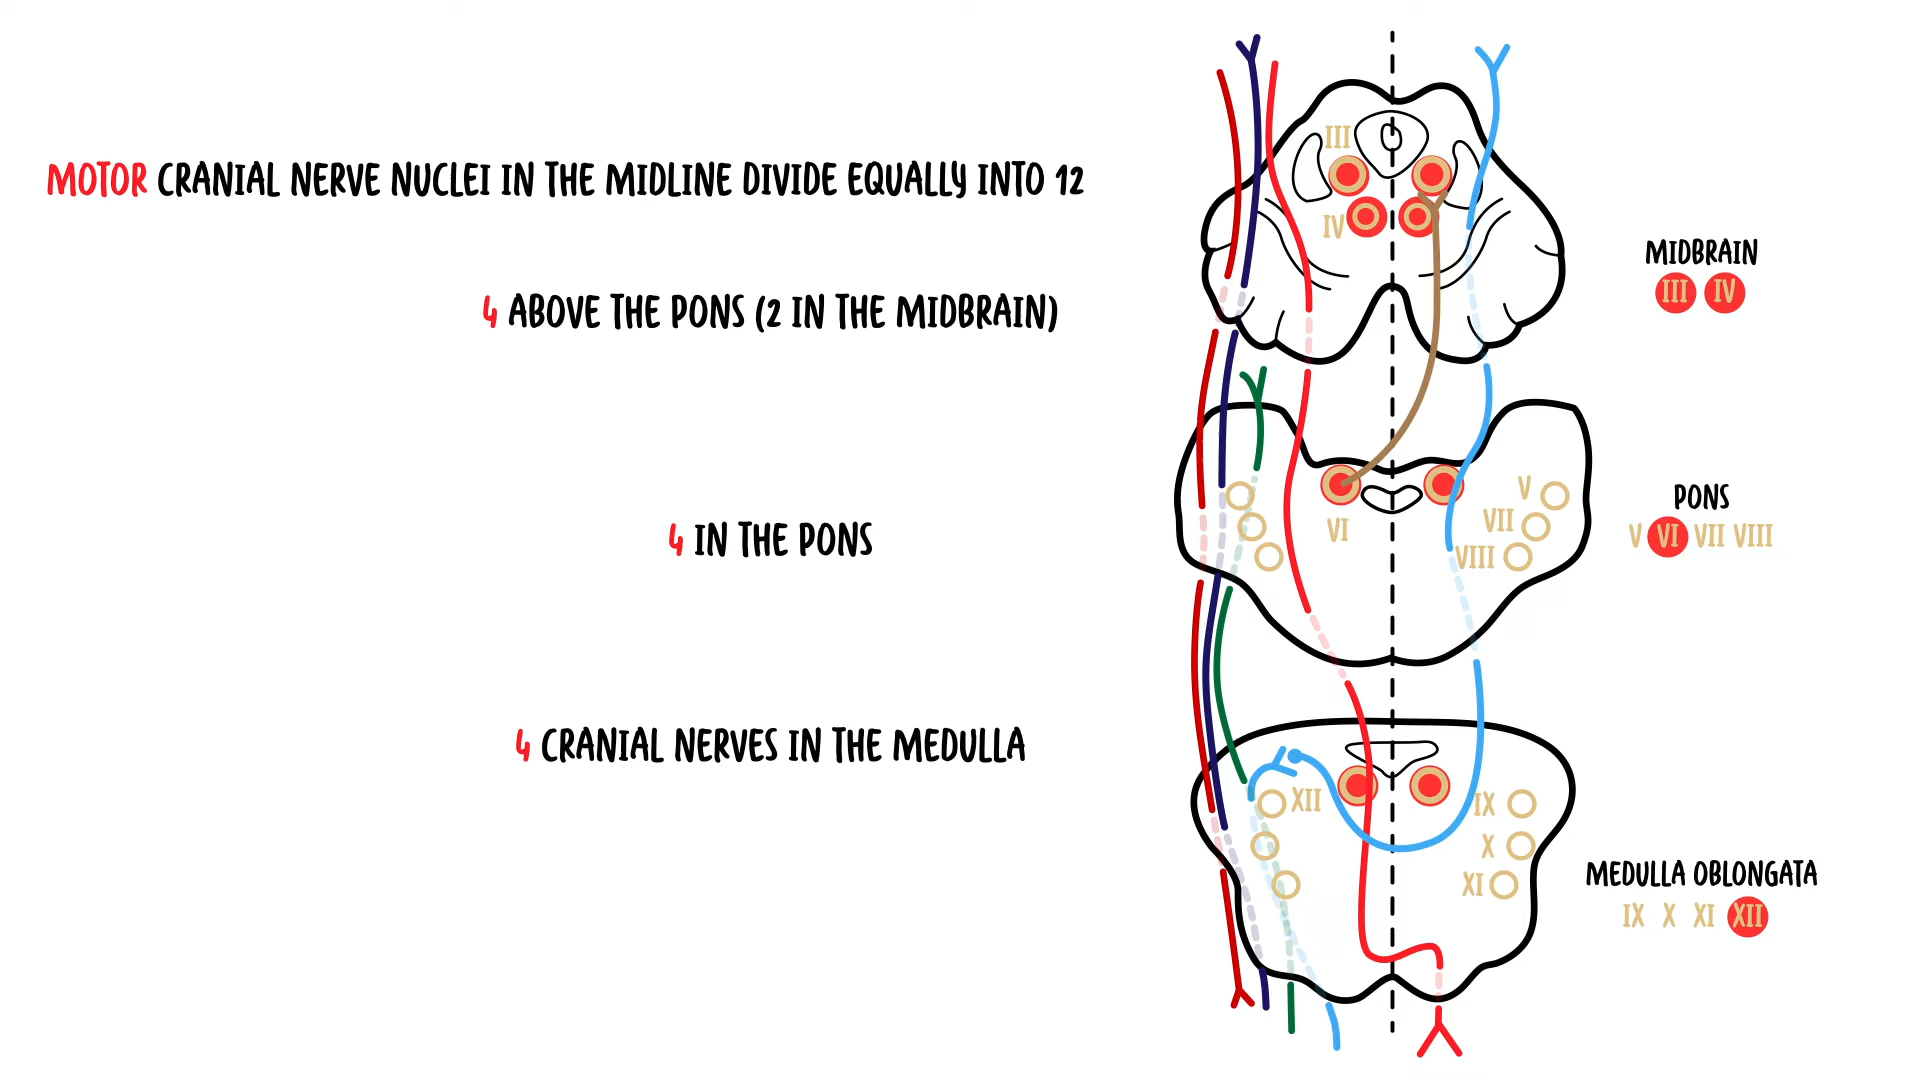 MOTOR CRANIAL NERVE NUCLEI IN THE MIDLINE DIVIDE EQUALLY INTO 12
4 ABOVE THE PONS (2 IN THE MIDBRAIN)
4 IN THE PONS
4 CRANIAL NERVES IN THE MEDULLA
III
IV
MIDBRAIN
III IV
V
VII
VI
VIII
PONS
V VI VII VIII
XII
IX
X
XI
MEDULLA OBLONGATA
IX X XI XII